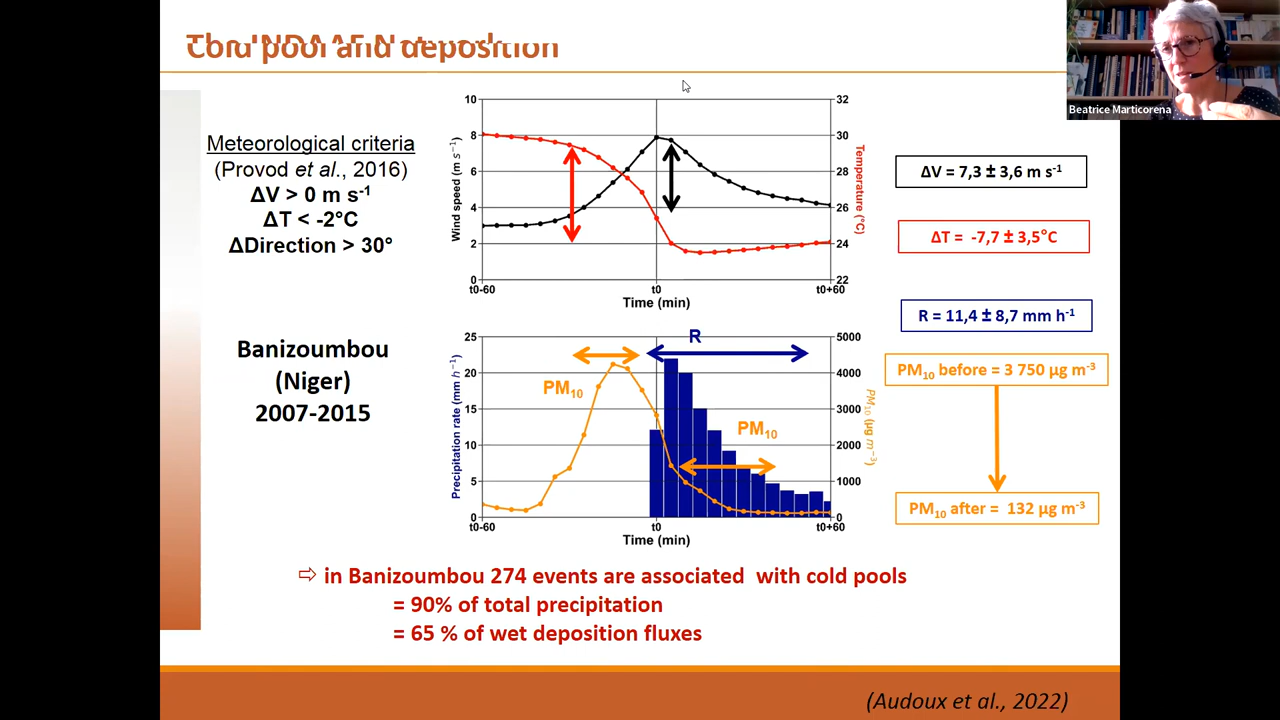 Cold pool and deposition
Beatrice Marticorena
Meteorological criteria
(Provod et al., 2016)
ΔV > 0 m s-1
ΔT < -2°C
ΔDirection > 30°
Banizoumbou
(Niger)
2007-2015
10
8
6
4
2
0
Wind speed (m s−1)
32
30
28
26
24
22
Temperature (°C)
t0-60
t0
t0+60
Time (min)
25
20
15
10
5
0
Precipitation rate (mm h−1)
R
PM10
PM10
5000
4000
3000
2000
1000
0
PM10 (μg m−3)
t0-60
t0
t0+60
Time (min)
ΔV = 7,3 ± 3,6 m s-1
ΔT = -7,7 ± 3,5°C
R = 11,4 ± 8,7 mm h-1
PM10 before = 3 750 μg m-3
PM10 after = 132 μg m-3
⇨ in Banizoumbou 274 events are associated with cold pools
= 90% of total precipitation
= 65 % of wet deposition fluxes
(Audoux et al., 2022)